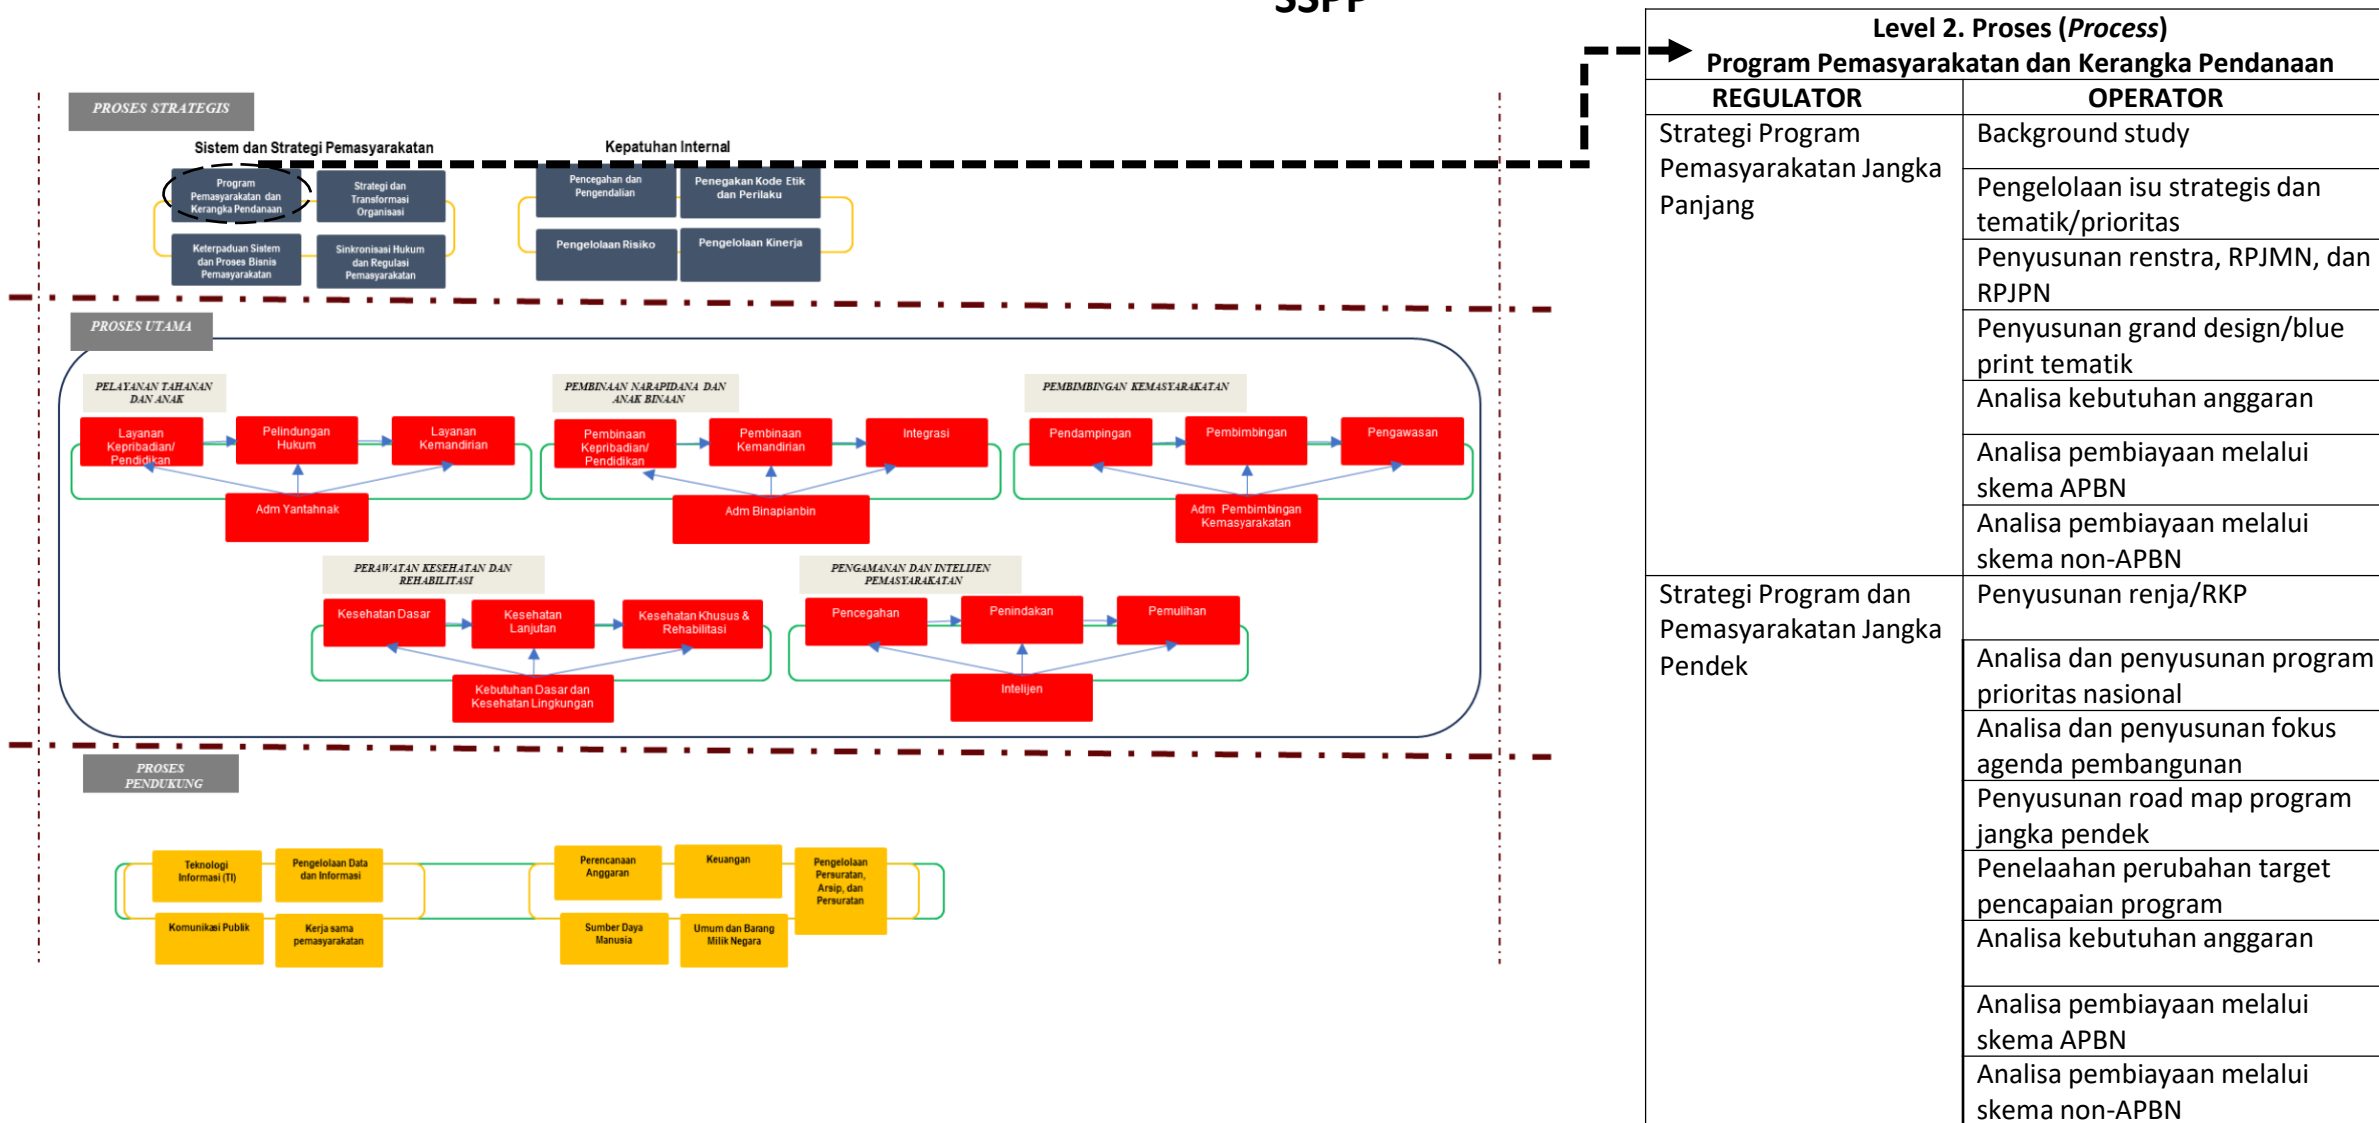 SSPP
PROSES STRATEGIS
Sistem dan Strategi Pemasyarakatan
Program
Pemasyarakatan dan
Kerangka Pendanaan
Strategi dan
Transformasi
Organisasi
Keterpaduan Sistem
dan Proses Bisnis
Pemasyarakatan
Sinkronisasi Hukum
dan Regulasi
Pemasyarakatan
Kepatuhan Internal
Pencegahan dan
Pengendalian
Penegakan Kode Etik
dan Perilaku
Pengelolaan Risiko
Pengelolaan Kinerja
PROSES UTAMA
PELAYANAN TAHANAN
DAN ANAK
Layanan
Kepribadian/
Pendidikan
Pelindungan
Hukum
Layanan
Kemandirian
Adm Yantahnak
PEMBINAAN NARAPIDANA DAN
ANAK BINAAN
Pembinaan
Kepribadian/
Pendidikan
Pembinaan
Kemandirian
Integrasi
Adm Binapianbin
PEMBIMBINGAN KEMASYARAKATAN
Pendampingan
Pembimbingan
Pengawasan
Adm Pembimbingan
Kemasyarakatan
PERAWATAN KESEHATAN DAN
REHABILITASI
Kesehatan Dasar
Kesehatan
Lanjutan
Kesehatan Khusus &
Rehabilitasi
Kebutuhan Dasar dan
Kesehatan Lingkungan
PENGAMANAN DAN INTELIJEN
PEMASYARAKATAN
Pencegahan
Penindakan
Pemulihan
Intelijen
PROSES
PENDUKUNG
Teknologi
Informasi (TI)
Pengelolaan Data
dan Informasi
Komunikasi Publik
Kerja sama
pemasyarakatan
Perencanaan
Anggaran
Keuangan
Pengelolaan
Persuratan,
Arsip, dan
Persuratan
Sumber Daya
Manusia
Umum dan Barang
Milik Negara
Level 2. Proses (Process)
Program Pemasyarakatan dan Kerangka Pendanaan
REGULATOR
OPERATOR
Strategi Program
Pemasyarakatan Jangka
Panjang
Background study
Pengelolaan isu strategis dan
tematik/prioritas
Penyusunan renstra, RPJMN, dan
RPJPN
Penyusunan grand design/blue
print tematik
Analisa kebutuhan anggaran
Analisa pembiayaan melalui
skema APBN
Analisa pembiayaan melalui
skema non-APBN
Strategi Program dan
Pemasyarakatan Jangka
Pendek
Penyusunan renja/RKP
Analisa dan penyusunan program
prioritas nasional
Analisa dan penyusunan fokus
agenda pembangunan
Penyusunan road map program
jangka pendek
Penelaahan perubahan target
pencapaian program
Analisa kebutuhan anggaran
Analisa pembiayaan melalui
skema APBN
Analisa pembiayaan melalui
skema non-APBN